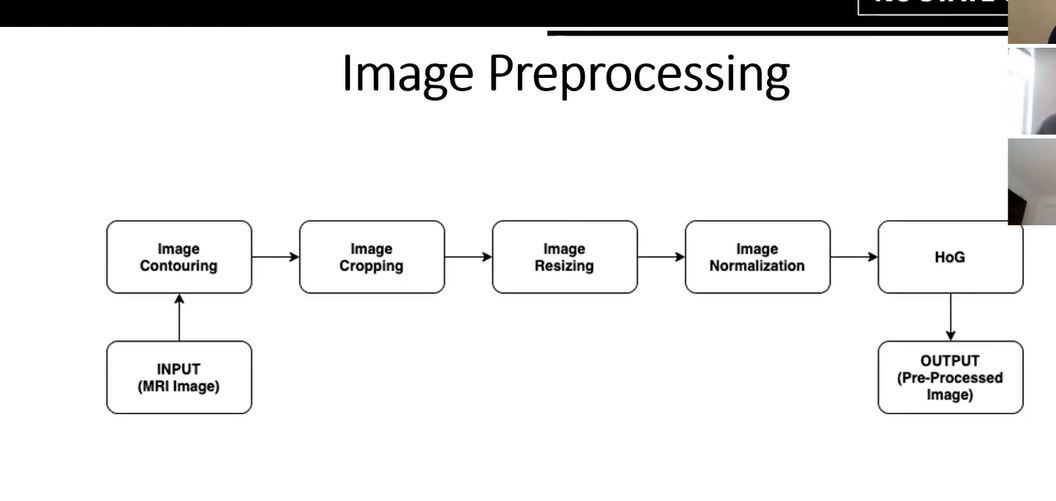 Image Preprocessing
Image
Contouring
Image
Cropping
Image
Resizing
Image
Normalization
HoG
INPUT
(MRI Image)
OUTPUT
(Pre-Processed
Image)